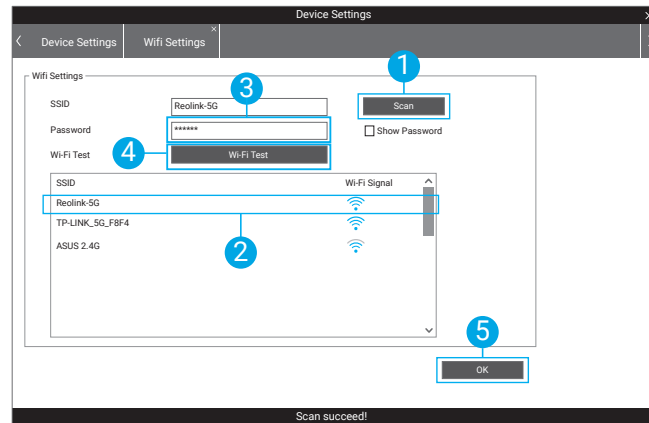 Device Settings
Device Settings
Wifi Settings
1
Wifi Settings
3
SSID
Reolink-5G
Scan
Password
******
Show Password
4
Wi-Fi Test
Wi-Fi Test
SSID
Wi-Fi Signal
Reolink-5G
TP-LINK_5G_F8F4
2
ASUS 2.4G
5
OK
Scan succeed!